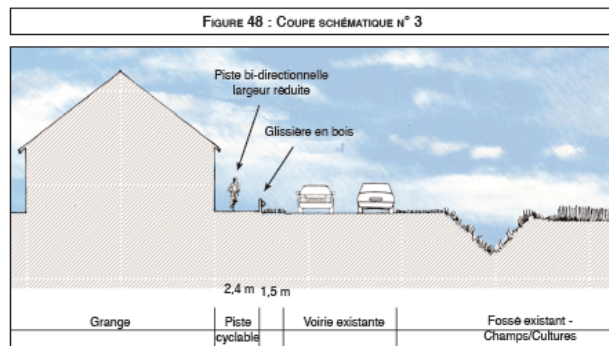 FIGURE 48 : COUPE SCHÉMATIQUE N° 3
Piste bi-directionnelle
largeur réduite
Glissière en bois
2,4 m 1,5 m
Grange
Piste
cyclable
Voirie existante
Fossé existant -
Champs/Cultures